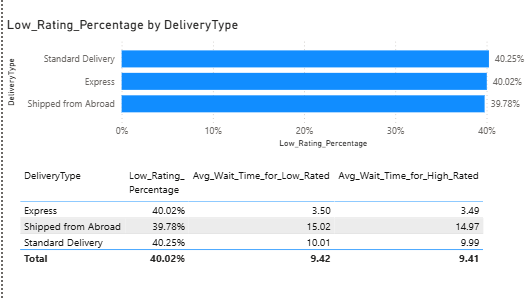 Low_Rating_Percentage by DeliveryType
DeliveryType
Standard Delivery 40.25%
Express 40.02%
Shipped from Abroad 39.78%
0% 10% 20% 30% 40%
Low_Rating_Percentage
DeliveryType Low_Rating_ Avg_Wait_Time_for_Low_Rated Avg_Wait_Time_for_High_Rated
Percentage
Express 40.02% 3.50 3.49
Shipped from Abroad 39.78% 15.02 14.97
Standard Delivery 40.25% 10.01 9.99
Total 40.02% 9.42 9.41